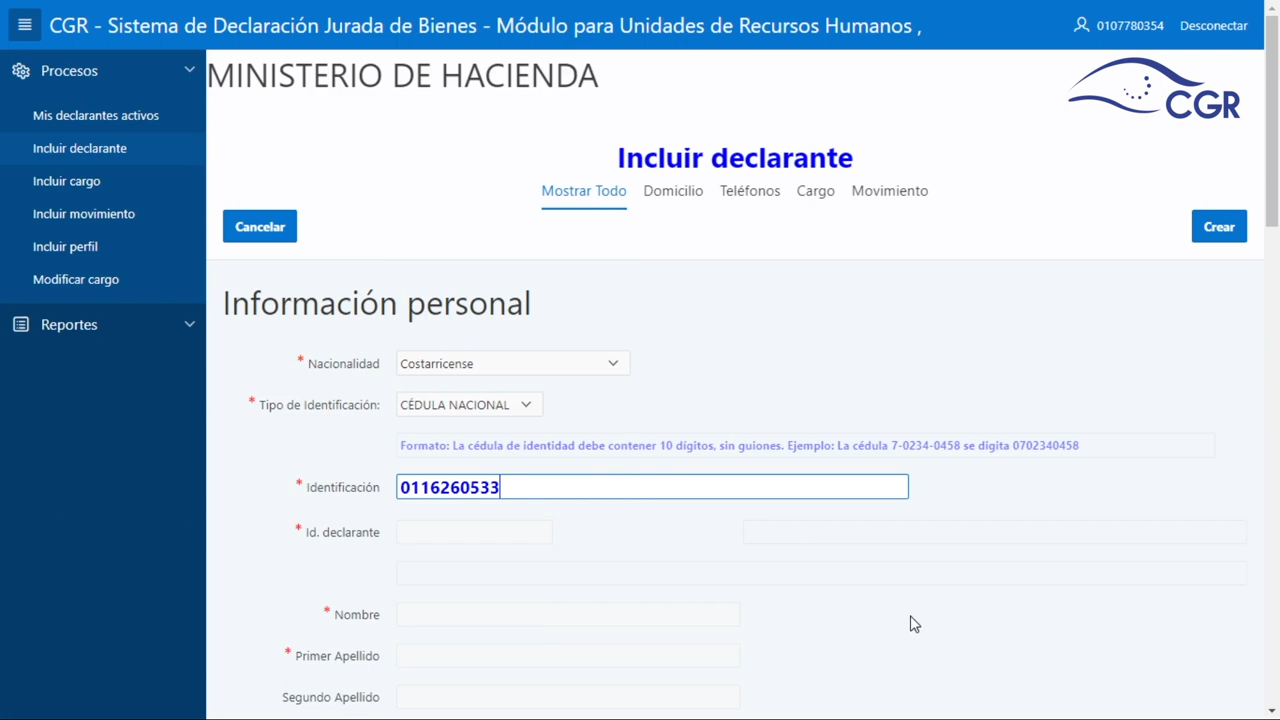 CGR - Sistema de Declaración Jurada de Bienes - Módulo para Unidades de Recursos Humanos ,
0107780354
Desconectar
Procesos
Mis declarantes activos
Incluir declarante
Incluir cargo
Incluir movimiento
Incluir perfil
Modificar cargo
Reportes
MINISTERIO DE HACIENDA
CGR
Incluir declarante
Mostrar Todo Domicilio Teléfonos Cargo Movimiento
Cancelar
Crear
Información personal
* Nacionalidad Costarricense
* Tipo de Identificación: CÉDULA NACIONAL
Formato: La cédula de identidad debe contener 10 dígitos, sin guiones. Ejemplo: La cédula 7-0234-0458 se digita 0702340458
* Identificación 0116260533
* Id. declarante
* Nombre
* Primer Apellido
Segundo Apellido